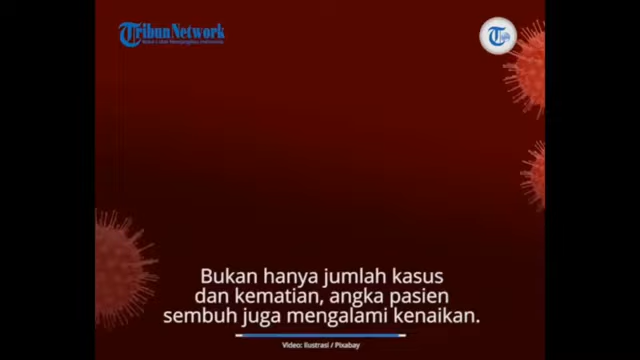 TribunNetwork
Bukan hanya jumlah kasus
dan kematian, angka pasien
sembuh juga mengalami kenaikan.
Video: Ilustrasi / Pixabay